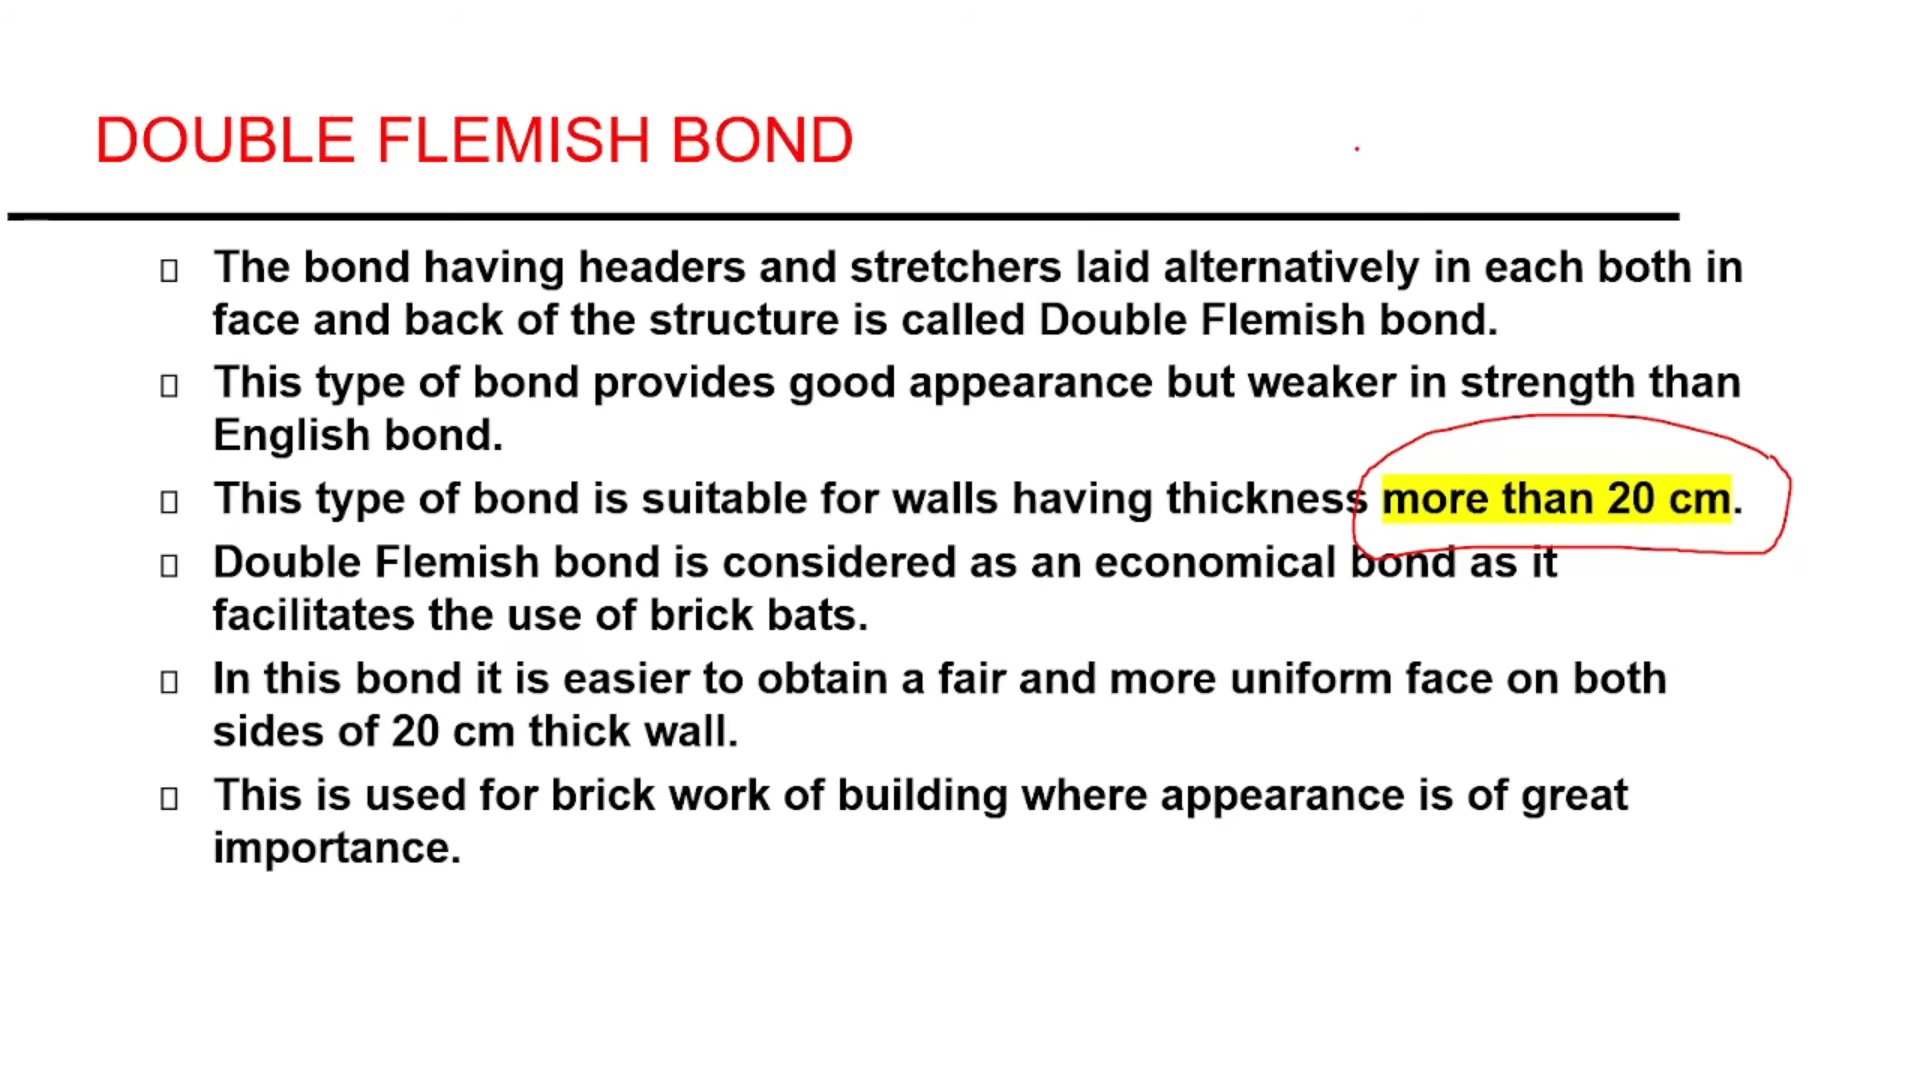 DOUBLE FLEMISH BOND
The bond having headers and stretchers laid alternatively in each both in
face and back of the structure is called Double Flemish bond.
This type of bond provides good appearance but weaker in strength than
English bond.
This type of bond is suitable for walls having thickness more than 20 cm.
Double Flemish bond is considered as an economical bond as it
facilitates the use of brick bats.
In this bond it is easier to obtain a fair and more uniform face on both
sides of 20 cm thick wall.
This is used for brick work of building where appearance is of great
importance.